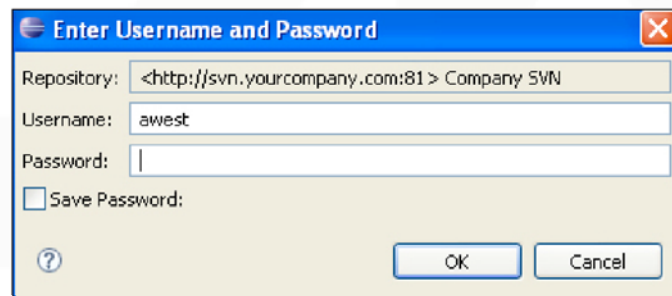 Enter Username and Password
Repository: <http://svn.yourcompany.com:81> Company SVN
Username: awest
Password:
Save Password:
? OK Cancel